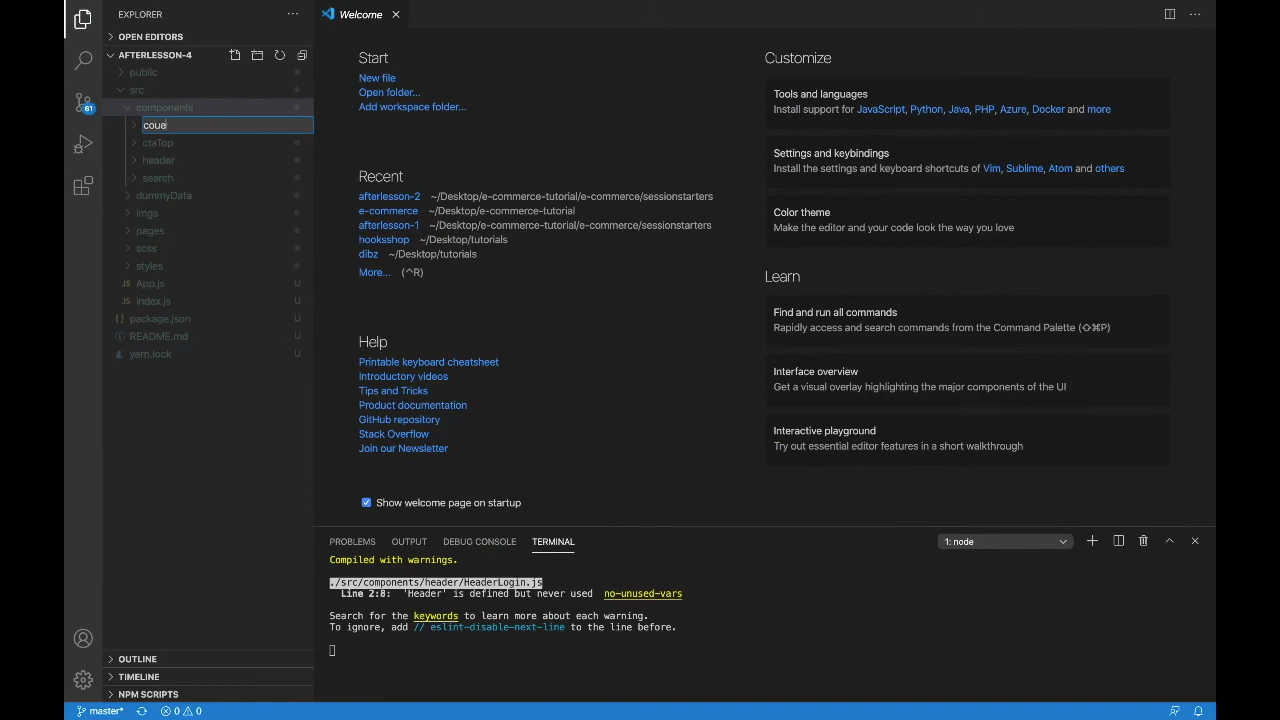 EXPLORER
Welcome
OPEN EDITORS
AFTERLESSON-4
public
src
components
coue
ctaTop
header
search
dummyData
imgs
pages
scss
styles
JS App.js U
JS index.js U
{} package.json U
README.md U
yarn.lock U
61
OUTLINE
TIMELINE
NPM SCRIPTS
Start
New file
Open folder...
Add workspace folder...
Recent
afterlesson-2 ~/Desktop/e-commerce-tutorial/e-commerce/sessionstarters
e-commerce ~/Desktop/e-commerce-tutorial
afterlesson-1 ~/Desktop/e-commerce-tutorial/e-commerce/sessionstarters
hooksshop ~/Desktop/tutorials
dibz ~/Desktop/tutorials
More... (^R)
Help
Printable keyboard cheatsheet
Introductory videos
Tips and Tricks
Product documentation
GitHub repository
Stack Overflow
Join our Newsletter
Show welcome page on startup
Customize
Tools and languages
Install support for JavaScript, Python, Java, PHP, Azure, Docker and more
Settings and keybindings
Install the settings and keyboard shortcuts of Vim, Sublime, Atom and others
Color theme
Make the editor and your code look the way you love
Learn
Find and run all commands
Rapidly access and search commands from the Command Palette (⇧⌘P)
Interface overview
Get a visual overlay highlighting the major components of the UI
Interactive playground
Try out essential editor features in a short walkthrough
PROBLEMS OUTPUT DEBUG CONSOLE TERMINAL 1: node
Compiled with warnings.
./src/components/header/HeaderLogin.js
Line 2:8: 'Header' is defined but never used no-unused-vars
Search for the keywords to learn more about each warning.
To ignore, add // eslint-disable-next-line to the line before.
master* 0 0